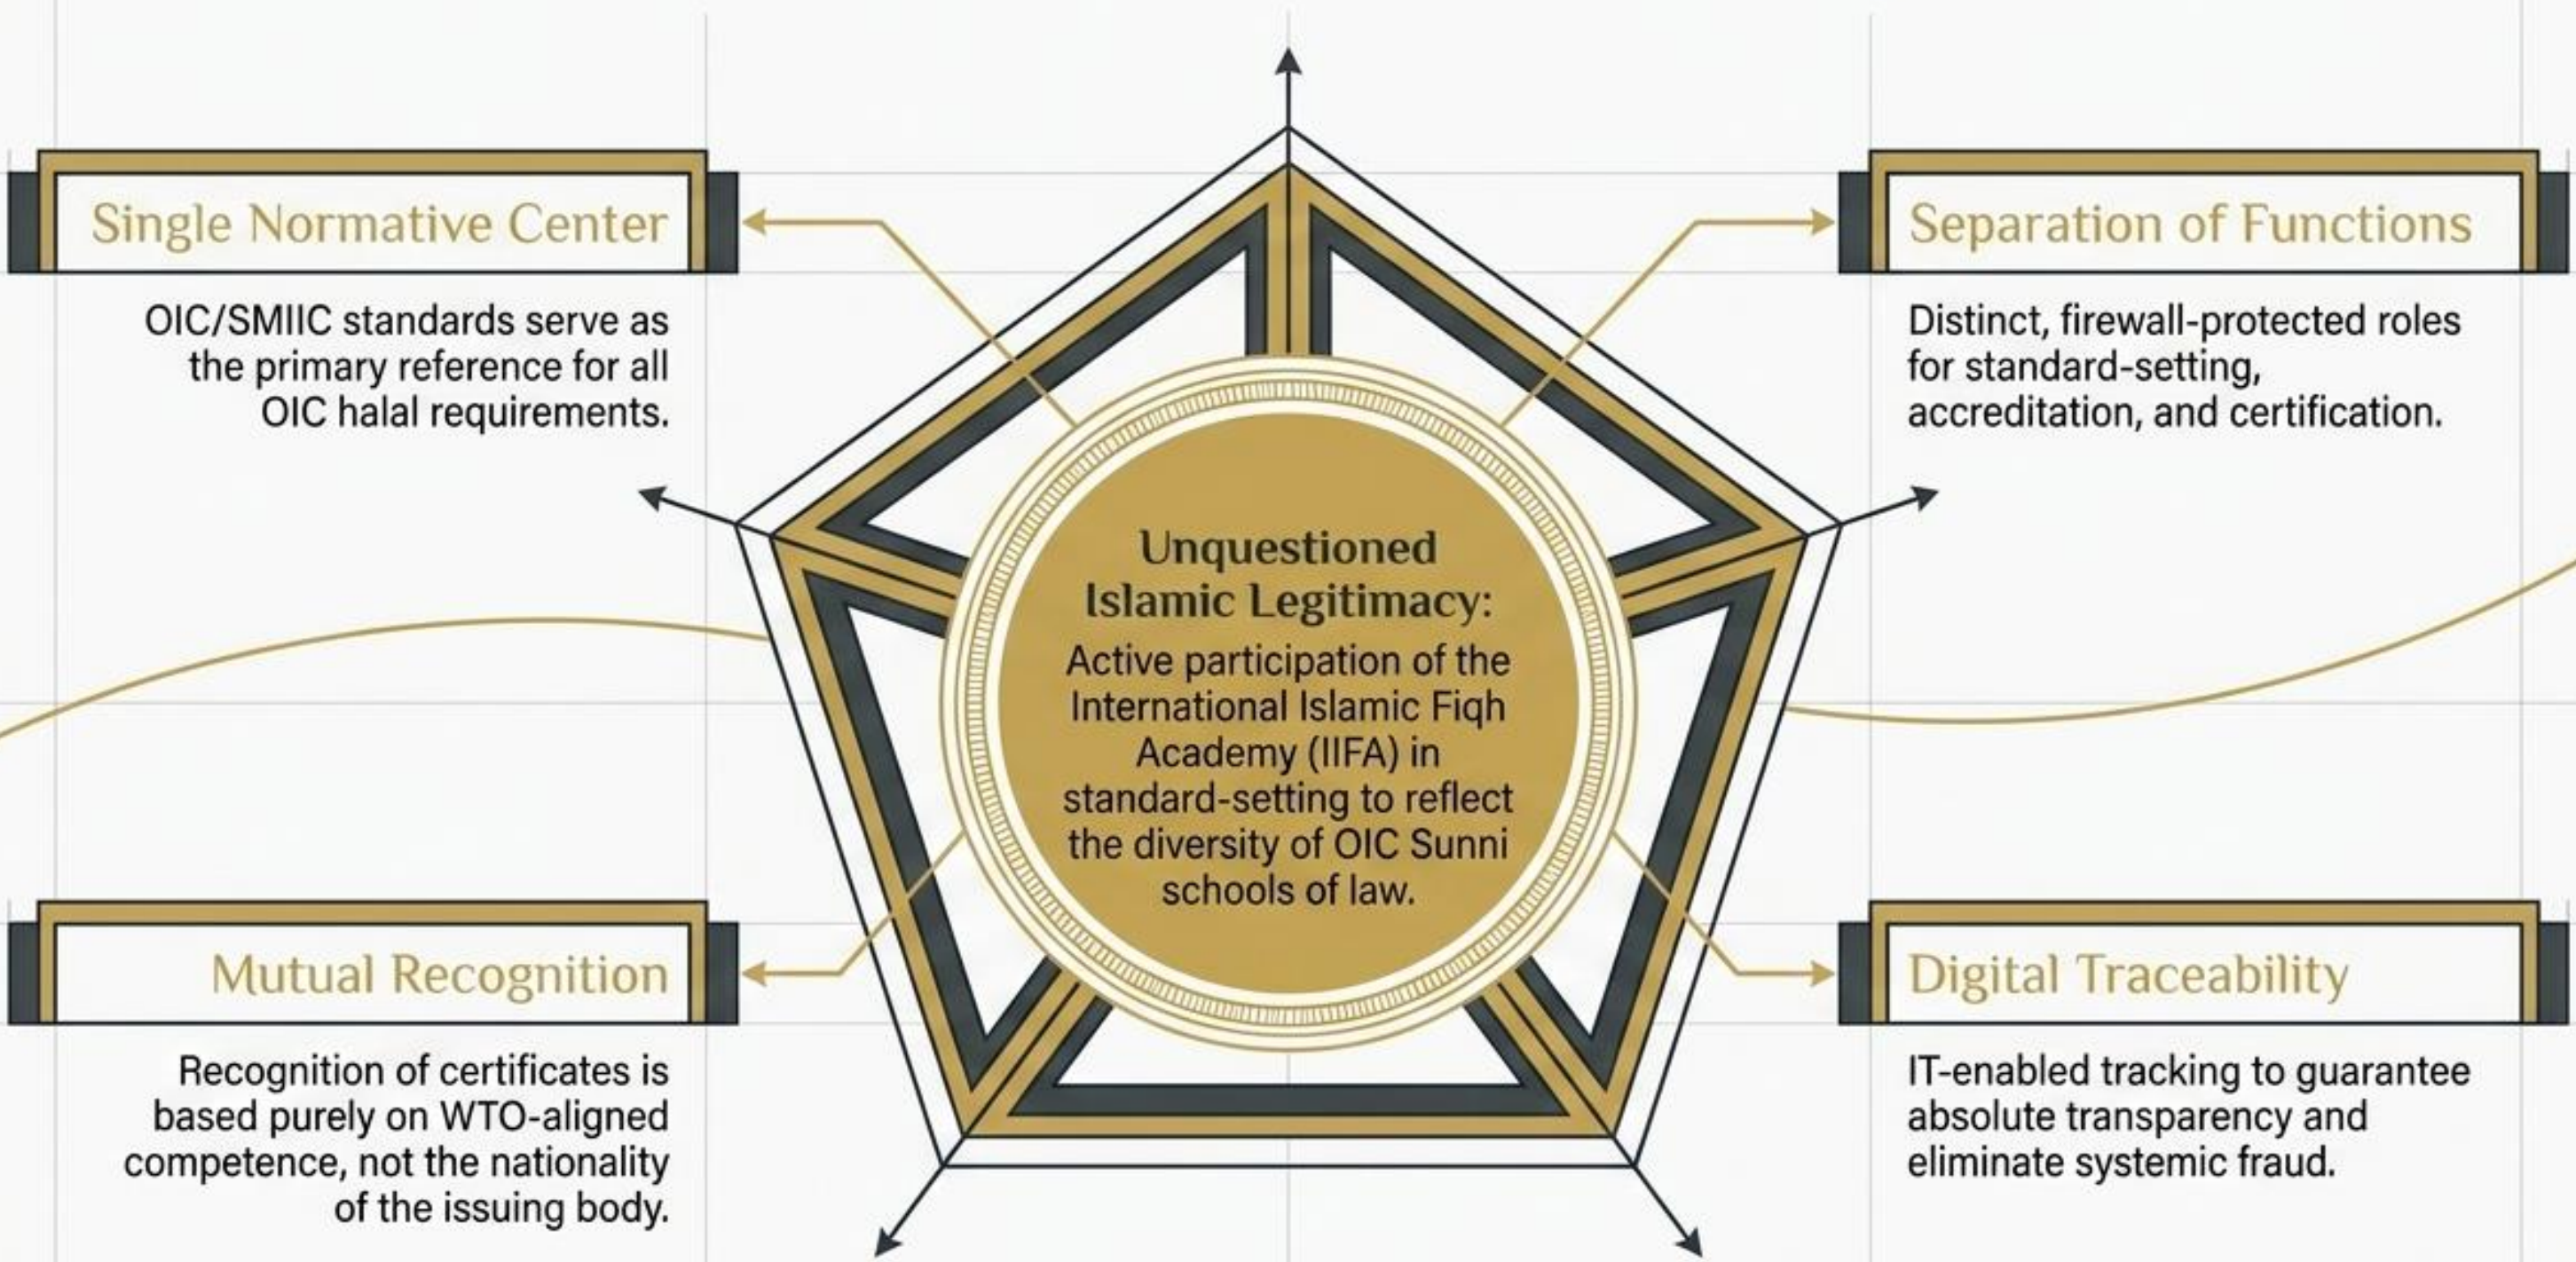 Single Normative Center
OIC/SMIIC standards serve as
the primary reference for all
OIC halal requirements.
Separation of Functions
Distinct, firewall-protected roles
for standard-setting,
accreditation, and certification.
Unquestioned
Islamic Legitimacy:
Active participation of the
International Islamic Fiqh
Academy (IIFA) in
standard-setting to reflect
the diversity of OIC Sunni
schools of law.
Mutual Recognition
Recognition of certificates is
based purely on WTO-aligned
competence, not the nationality
of the issuing body.
Digital Traceability
IT-enabled tracking to guarantee
absolute transparency and
eliminate systemic fraud.